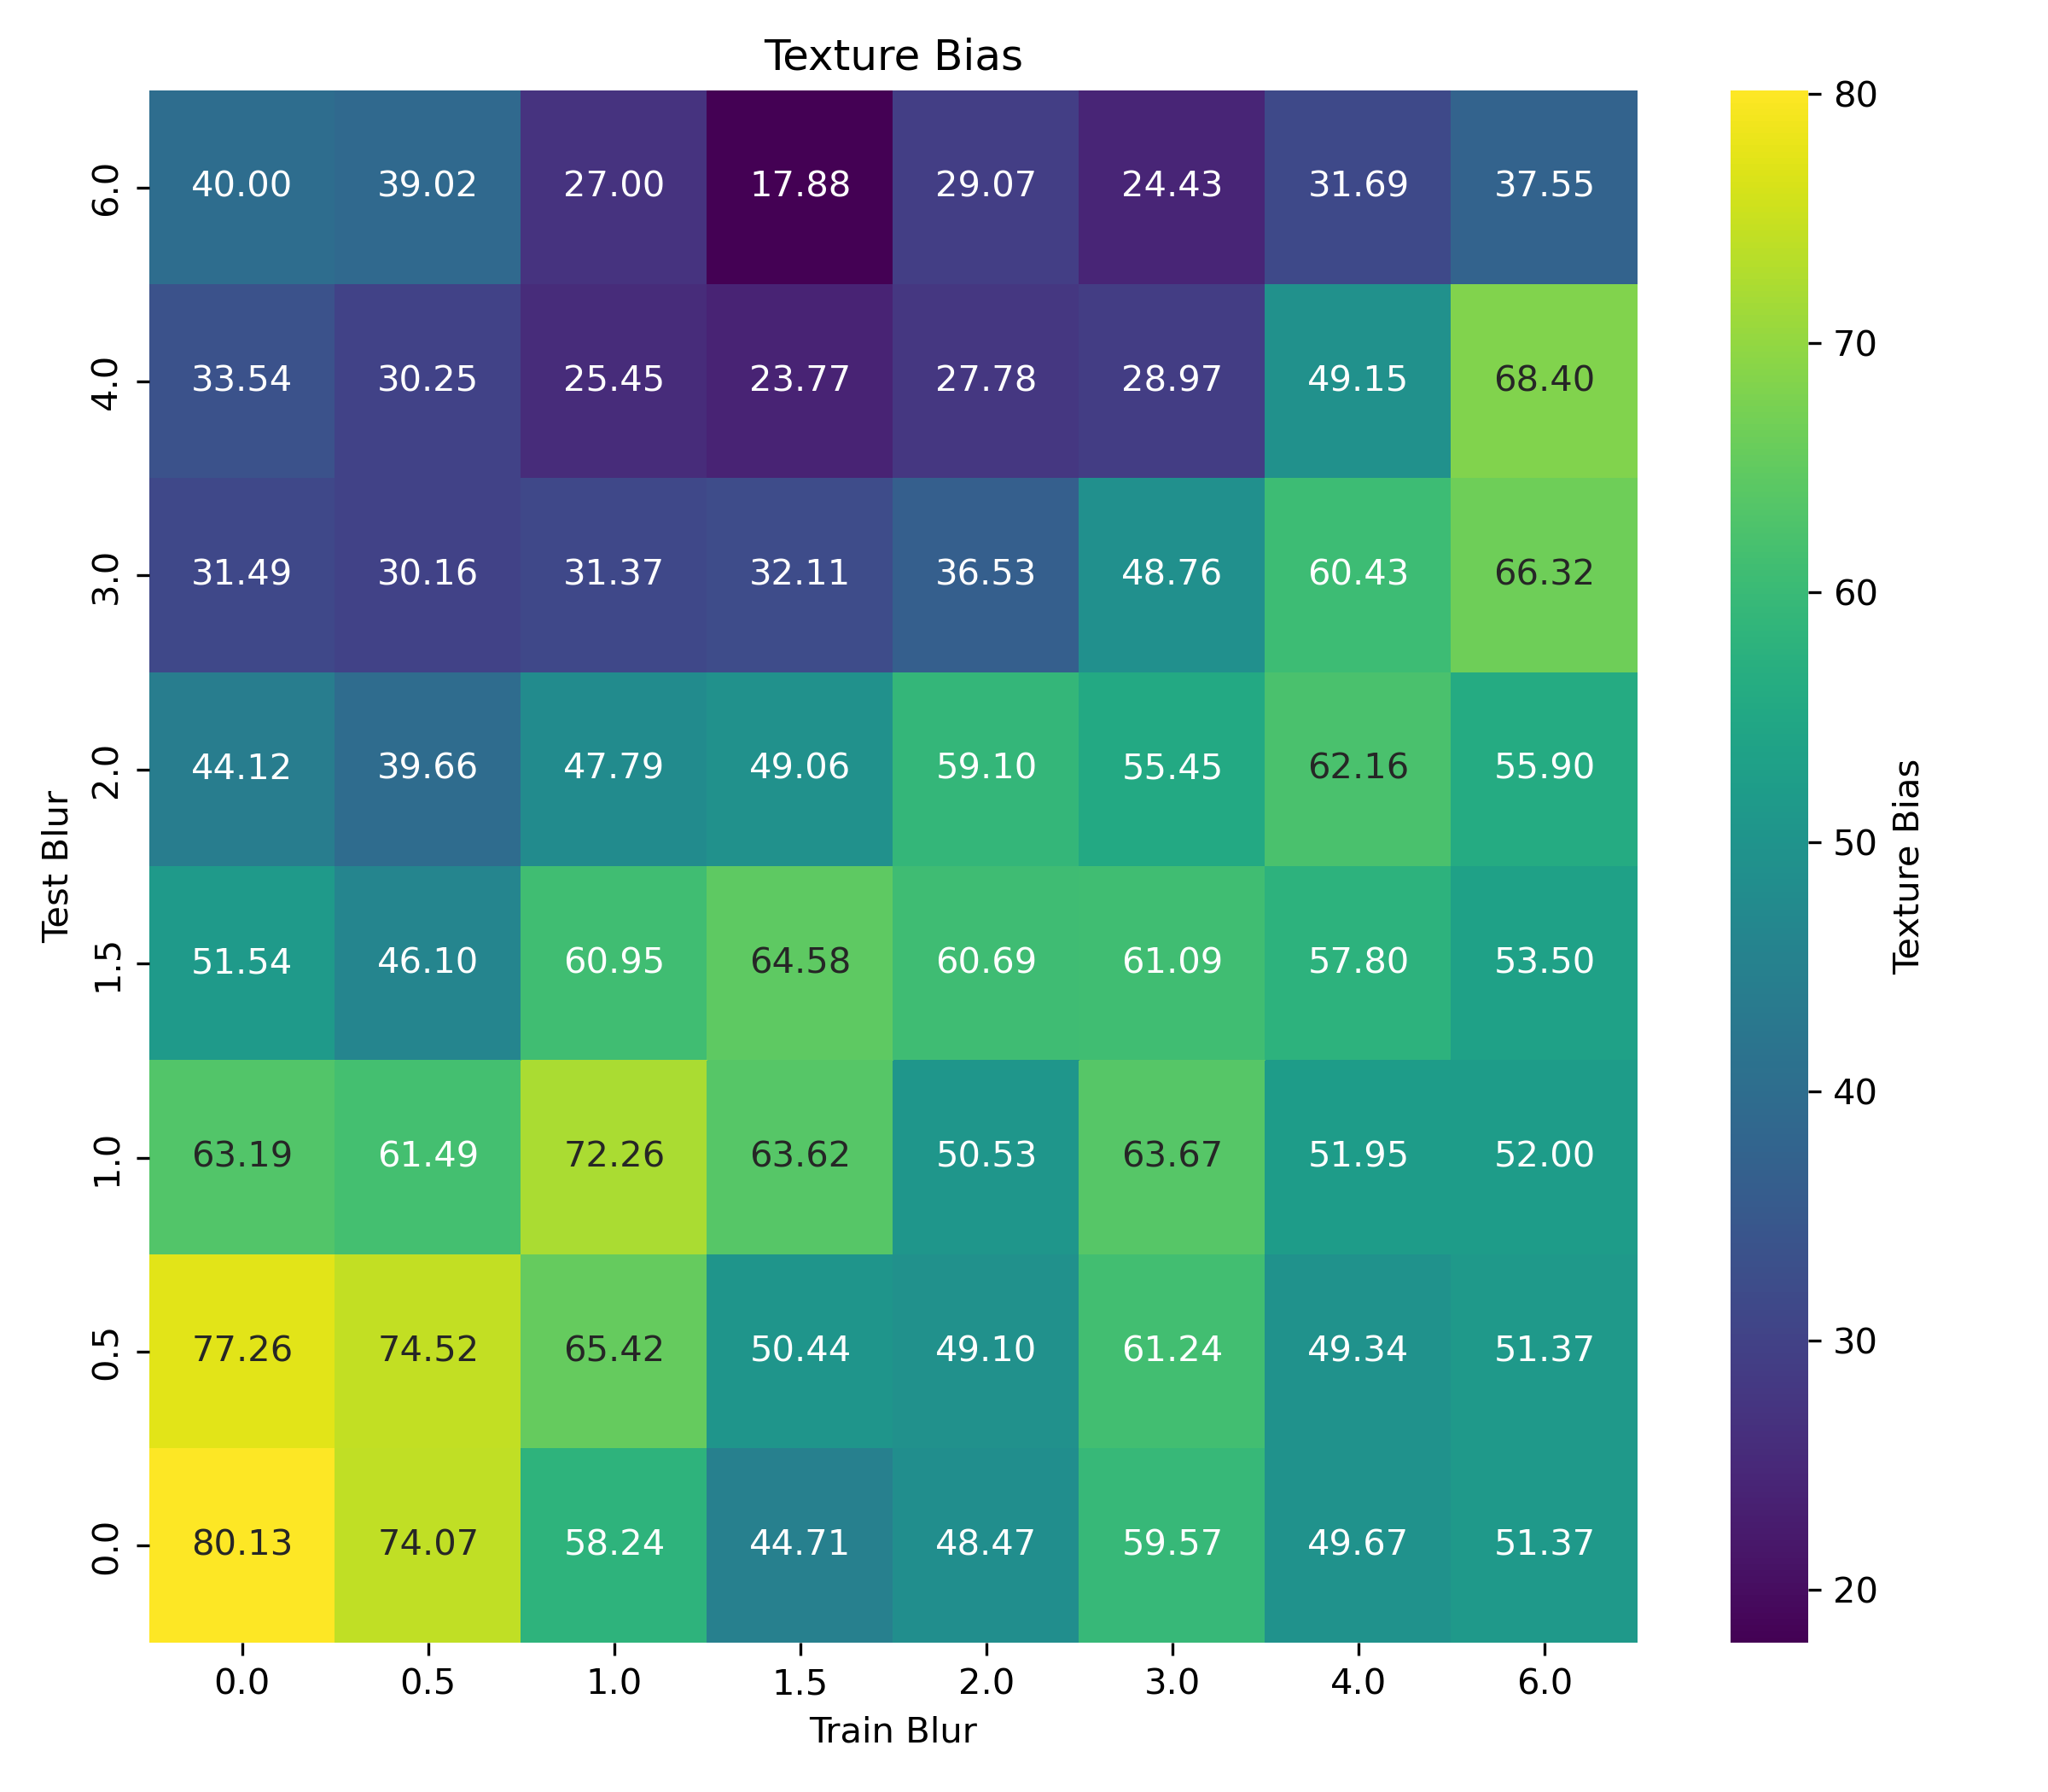 Texture Bias
6.0 40.00 39.02 27.00 17.88 29.07 24.43 31.69 37.55
4.0 33.54 30.25 25.45 23.77 27.78 28.97 49.15 68.40
3.0 31.49 30.16 31.37 32.11 36.53 48.76 60.43 66.32
2.0 44.12 39.66 47.79 49.06 59.10 55.45 62.16 55.90
1.5 51.54 46.10 60.95 64.58 60.69 61.09 57.80 53.50
1.0 63.19 61.49 72.26 63.62 50.53 63.67 51.95 52.00
0.5 77.26 74.52 65.42 50.44 49.10 61.24 49.34 51.37
0.0 80.13 74.07 58.24 44.71 48.47 59.57 49.67 51.37
0.0 0.5 1.0 1.5 2.0 3.0 4.0 6.0
Train Blur
Test Blur
80
70
60
50
40
30
20
Texture Bias